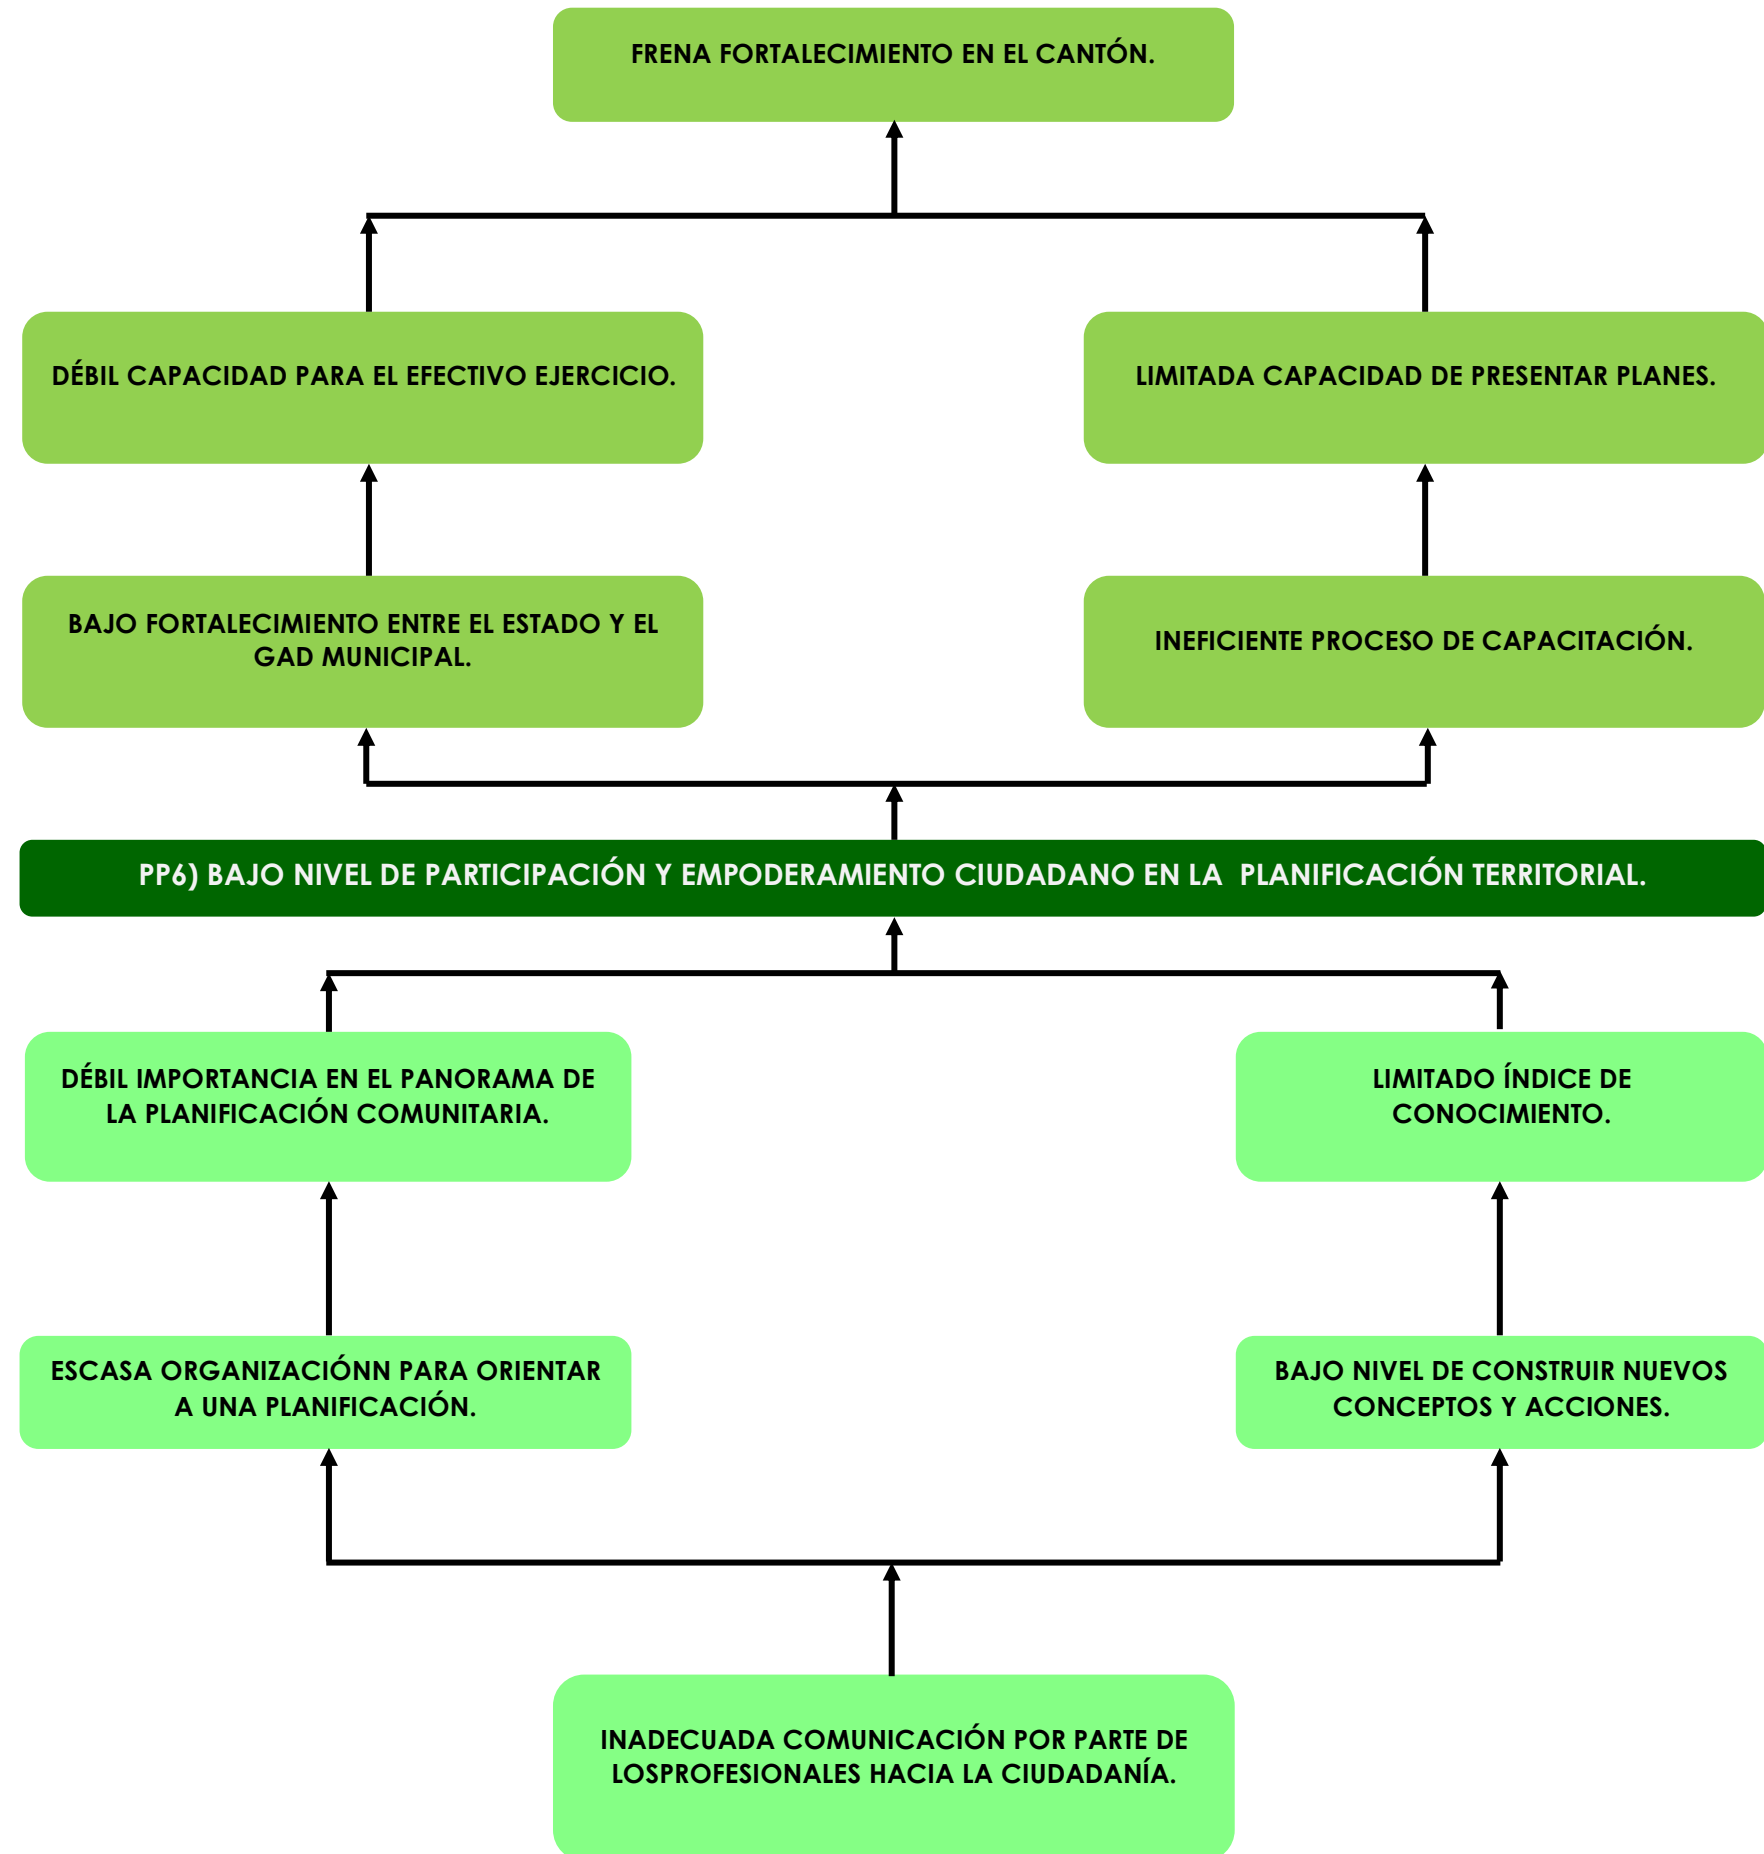 FRENA FORTALECIMIENTO EN EL CANTÓN.
DÉBIL CAPACIDAD PARA EL EFECTIVO EJERCICIO.
LIMITADA CAPACIDAD DE PRESENTAR PLANES.
BAJO FORTALECIMIENTO ENTRE EL ESTADO Y EL
GAD MUNICIPAL.
INEFICIENTE PROCESO DE CAPACITACIÓN.
PP6) BAJO NIVEL DE PARTICIPACIÓN Y EMPODERAMIENTO CIUDADANO EN LA PLANIFICACIÓN TERRITORIAL.
DÉBIL IMPORTANCIA EN EL PANORAMA DE
LA PLANIFICACIÓN COMUNITARIA.
LIMITADO ÍNDICE DE
CONOCIMIENTO.
ESCASA ORGANIZACIÓNN PARA ORIENTAR
A UNA PLANIFICACIÓN.
BAJO NIVEL DE CONSTRUIR NUEVOS
CONCEPTOS Y ACCIONES.
INADECUADA COMUNICACIÓN POR PARTE DE
LOSPROFESIONALES HACIA LA CIUDADANÍA.